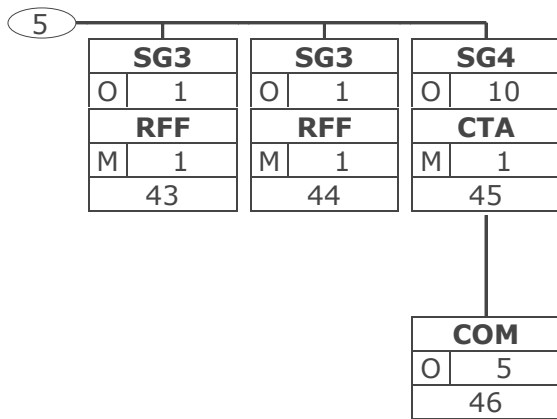 5
SG3 SG3 SG4
O 1 O 1 O 10
RFF RFF CTA
M 1 M 1 M 1
43 44 45
COM
O 5
46